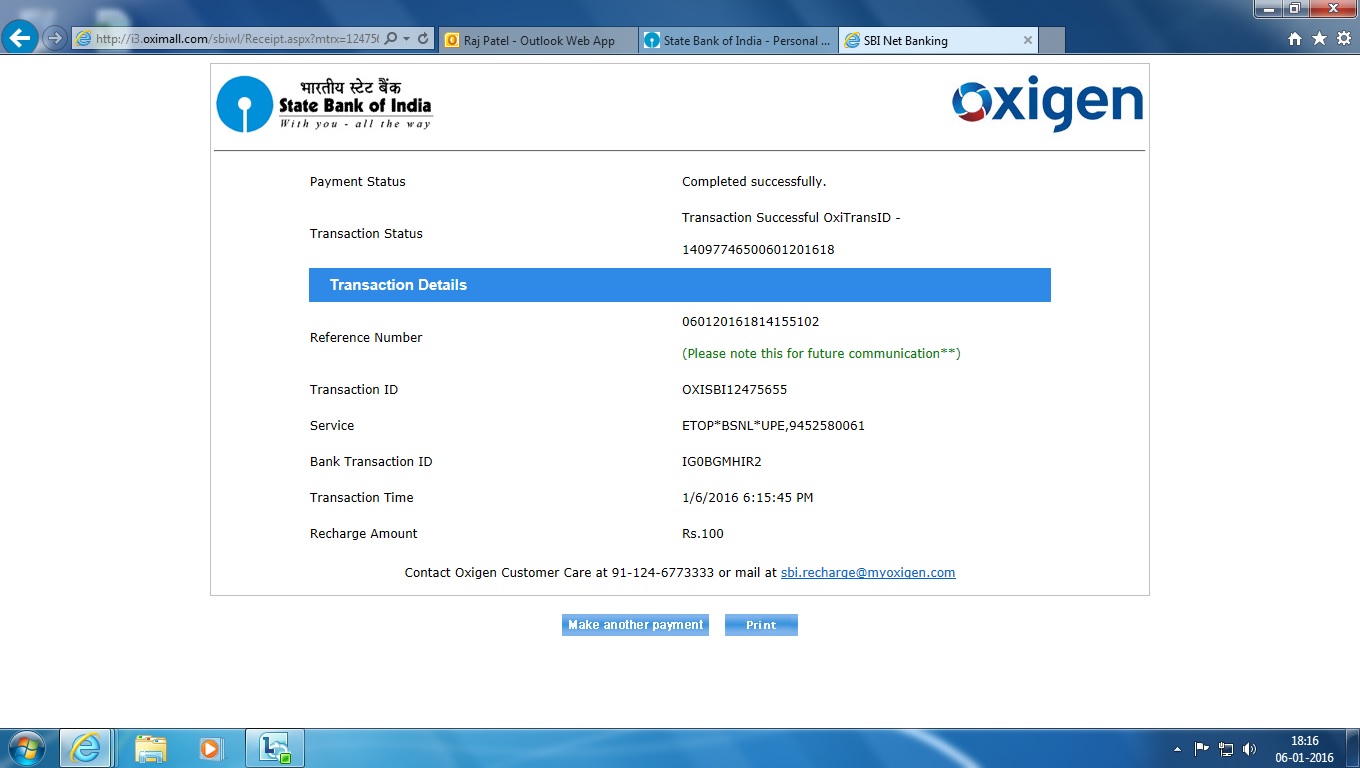 http://i3.oximall.com/sbiwl/Receipt.aspx?mtrx=12475
Raj Patel - Outlook Web App
State Bank of India - Personal ...
SBI Net Banking
भारतीय स्टेट बैंक
State Bank of India
With you - all the way
oxigen
Payment Status Completed successfully.
Transaction Status Transaction Successful OxiTransID -
14097746500601201618
Transaction Details
Reference Number 060120161814155102
(Please note this for future communication**)
Transaction ID OXISBI12475655
Service ETOP*BSNL*UPE,9452580061
Bank Transaction ID IG0BGMHIR2
Transaction Time 1/6/2016 6:15:45 PM
Recharge Amount Rs.100
Contact Oxigen Customer Care at 91-124-6773333 or mail at sbi.recharge@myoxigen.com
Make another payment Print
18:16
06-01-2016